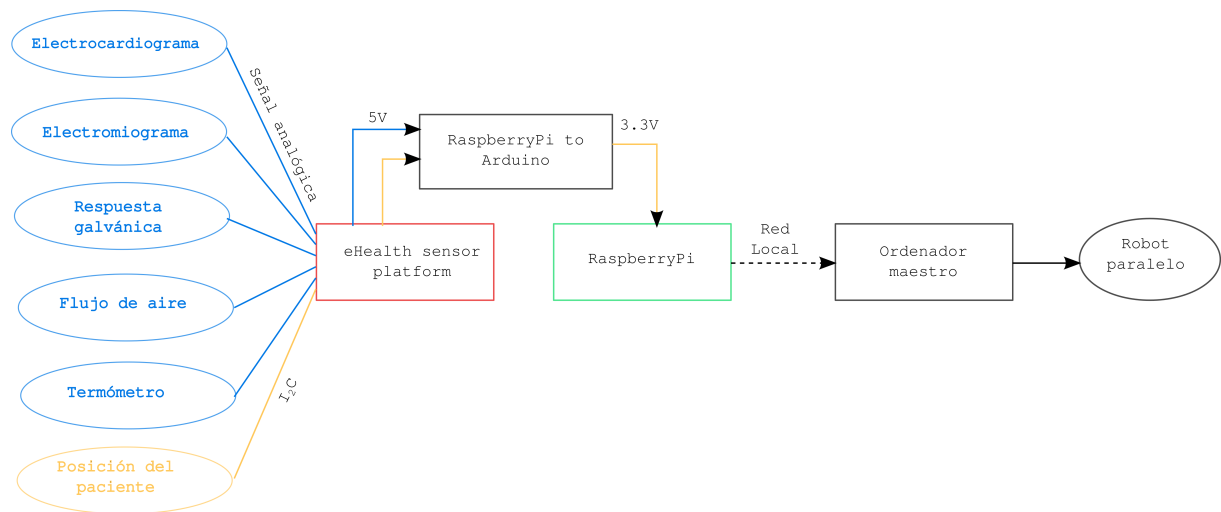 Electrocardiograma
Electromiograma
Respuesta
galvánica
Flujo de aire
Termómetro
Posición del
paciente
Señal analógica
I₂C
eHealth sensor
platform
5V
RaspberryPi to
Arduino
3.3V
RaspberryPi
Red
Local
Ordenador
maestro
Robot
paralelo